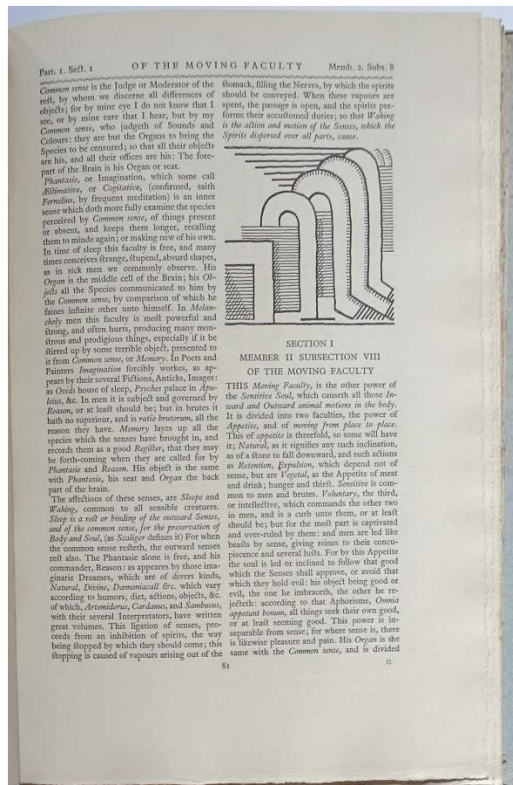 Part. 1. Sect. 1
OF THE MOVING FACULTY
Memb. 2. Subs. 8
Common sense is the Judge or Moderator of the
rest, by whom we discerne all differences of
objects; for by mine eye I do not know that I
see, or by mine eare that I hear, but by my
Common sense, who judgeth of Sounds and
Colours: they are but the Organs to bring the
Species to be censured; so that all their objects
are his, and all their offices are his: The fore-
part of the Brain is his Organ or seat.
Phantasie, or Imagination, which some call
Æstimative, or Cogitative, (confirmed, saith
Fernelius, by frequent meditation) is an inner
sense which doth more fully examine the species
perceived by Common sense, of things present
or absent, and keeps them longer, recalling
them to minde again; or making new of his own.
In time of sleep this faculty is free, and many
times conceives strange, stupend, absurd shapes,
as in sick men we commonly observe. His
Organ is the middle cell of the Brain; his Ob-
jects all the Species communicated to him by
the Common sense, by comparison of which he
faines infinite other unto himself. In Melan-
choly men this faculty is most powerful and
strong, and often hurts, producing many mon-
strous and prodigious things, especially if be
stirred up by some terrible object, presented to
it from Common sense, or Memory. In Poets and
Painters Imagination forcibly workes, as ap-
pears by their several Fictions, Anticks, Images:
as Ovids house of sleep, Psyches palace in Apu-
leius, &c. In men it is subject and governed by
Reason, or at least should be; but in brutes it
hath no superiour, and is ratio brutorum, all the
reason they have. Memory layes up all the
species which the senses have brought in, and
records them as a good Register, that they may
be forth-coming when they are called for by
Phantasie and Reason. His object is the same
with Phantasie, his seat and Organ the back
part of the brain.
The affections of these senses, are Sleepe and
Waking, common to all sensible creatures.
Sleep is a rest or binding of the outward Senses,
and of the common sense, for the preservation of
Body and Soul, (as Scaliger defines it) For when
the common sense resteth, the outward senses
rest also. The Phantasie alone is free, and his
commander, Reason: as appeares by those ima-
ginarie Dreames, which are of divers kinds,
Natural, Divine, Dæmoniacall &c. which vary
according to humors, diet, actions, objects, &c.
of which, Artemidorus, Cardanus, and Sambucus,
with their several Interpretators, have written
great volumes. This ligation of senses, pro-
ceeds from an inhibition of spirits, the way
being stopped by which they should come; this
stopping is caused of vapours arising out of the
stomack, filling the Nerves, by which the spirits
should be conveyed. When these vapours are
spent, the passage is open, and the spirits per-
forme their accustomed duties; so that Waking
is the action and motion of the Senses, which the
Spirits dispersed over all parts, cause.
SECTION I
MEMBER II SUBSECTION VIII
OF THE MOVING FACULTY
THIS Moving Faculty, is the other power of
the Sensitive Soul, which causeth all those In-
ward and Outward animal motions in the body.
It is divided into two faculties, the power of
Appetite, and of moving from place to place.
This of appetite is threefold, so some will have
it; Natural, as it signifies any such inclination,
as of a stone to fall downward, and such actions
as Retention, Expulsion, which depend not of
sense, but are Vegetal, as the Appetite of meat
and drink; hunger and thirst. Sensitive is com-
mon to men and brutes. Voluntary, the third,
or intellective, which commands the other two
in men, and is a curb unto them, or at least
should be; but for the most part is captivated
and over-ruled by them: and men are led like
beasts by sense, giving reines to their concu-
piscence and several lusts. For by this Appetite
the soul is led or inclined to follow that good
which the Senses shall approve, or avoid that
which they hold evil: his object being good or
evil, the one he imbraceth, the other he re-
jecteth: according to that Aphorisme, Omnia
appetunt bonum, all things seek their own good,
or at least seeming good. This power is in-
separable from sense; for where sense is, there
is likewise pleasure and pain. His Organ is the
same with the Common sense, and is divided
81
G